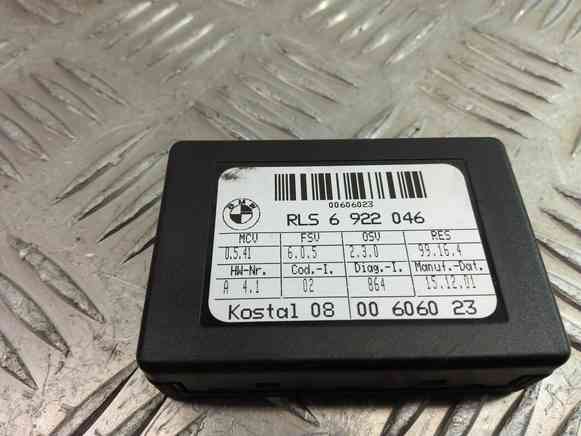 00606023
BMW
RLS 6 922 046
MCV FSV OSV RES
0.5.41 6.0.5 2.3.0 99.16.4
HW-Nr. Cod.-I. Diag.-I. Manuf.-Dat.
A 4.1 02 864 15.12.01
Kostal 08 00 6060 23